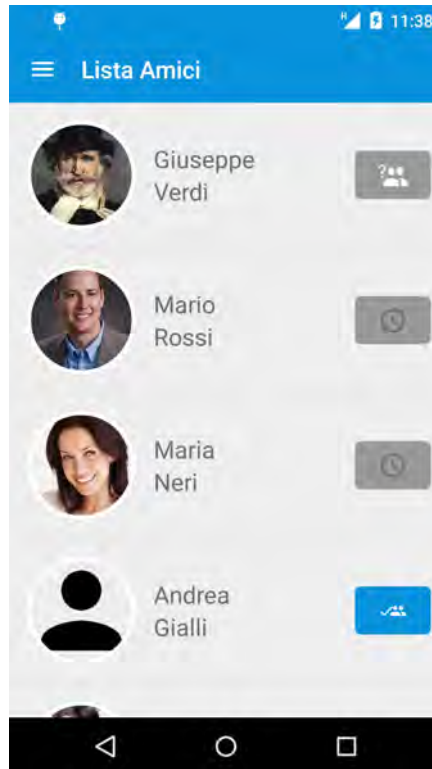 H 11:38
Lista Amici
Giuseppe
Verdi
?
Mario
Rossi
Maria
Neri
Andrea
Gialli